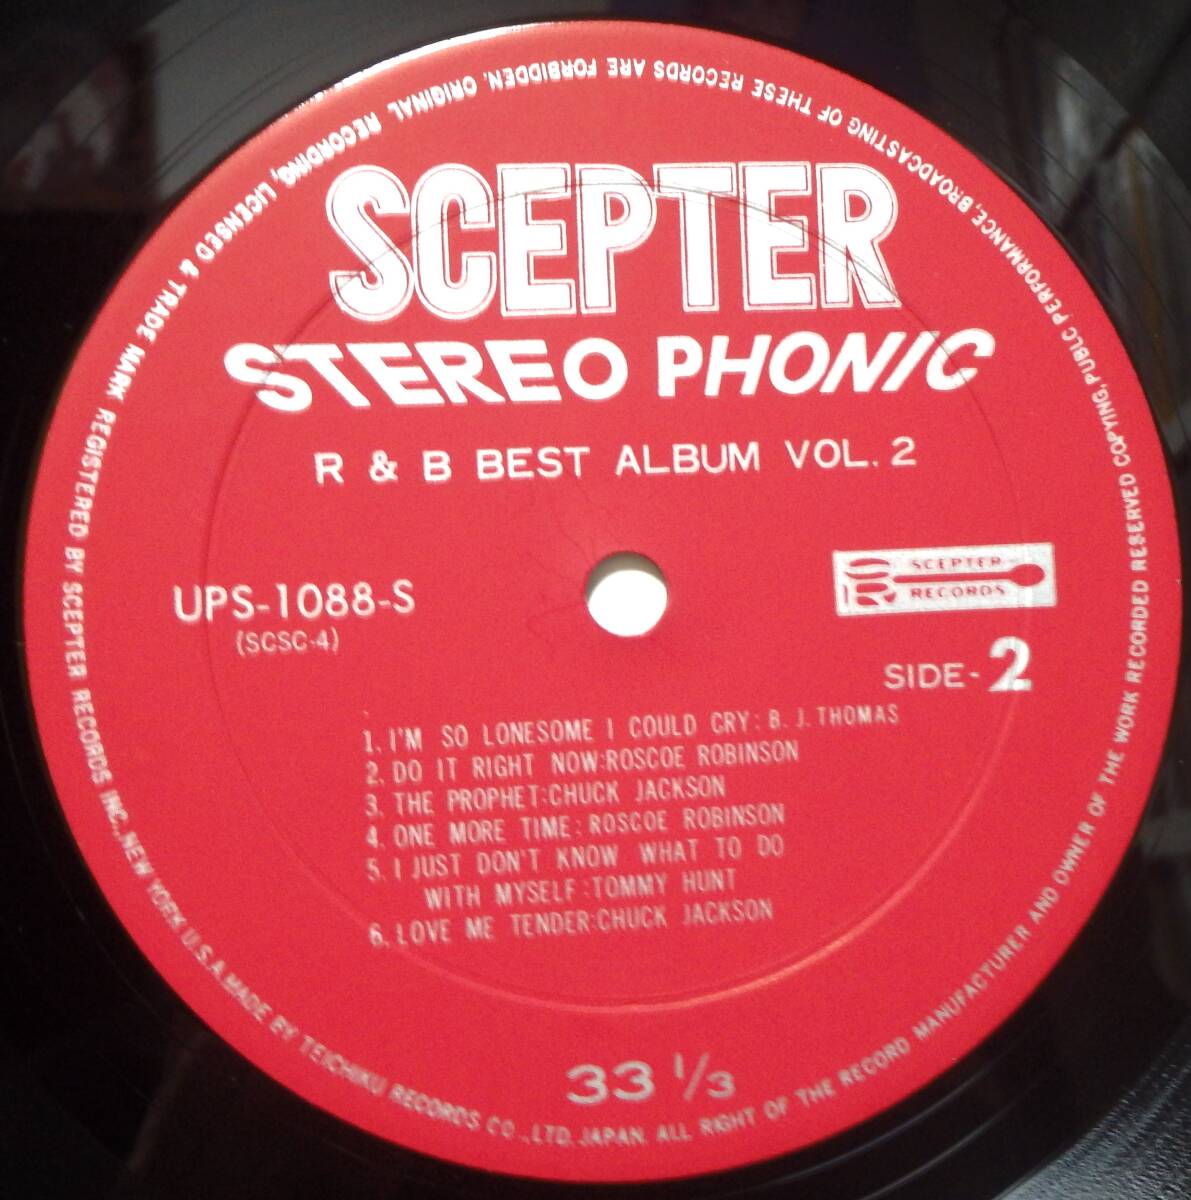 SCEPTER
STEREO PHONIC
R & B BEST ALBUM VOL. 2
UPS-1088-S
(SCSC-4)
SCEPTER
RECORDS
SIDE-2
1. I'M SO LONESOME I COULD CRY: B. J. THOMAS
2. DO IT RIGHT NOW:ROSCOE ROBINSON
3. THE PROPHET:CHUCK JACKSON
4. ONE MORE TIME: ROSCOE ROBINSON
5. I JUST DON'T KNOW WHAT TO DO
WITH MYSELF:TOMMY HUNT
6. LOVE ME TENDER:CHUCK JACKSON
33 1/3
ALL RIGHT OF THE RECORD MANUFACTURER AND OWNER OF THE WORK RECORDED RESERVED COPYING, PUBLC PERFORMANCE, BROADCASTING OF THESE RECORDS ARE FORBIDDEN. ORIGINAL RECORDING, LICENSED & TRADE MARK REGISTERED BY SCEPTER RECORDS INC., NEW YORK U.S.A. MADE BY TEICHIKU RECORDS CO., LTD. JAPAN.